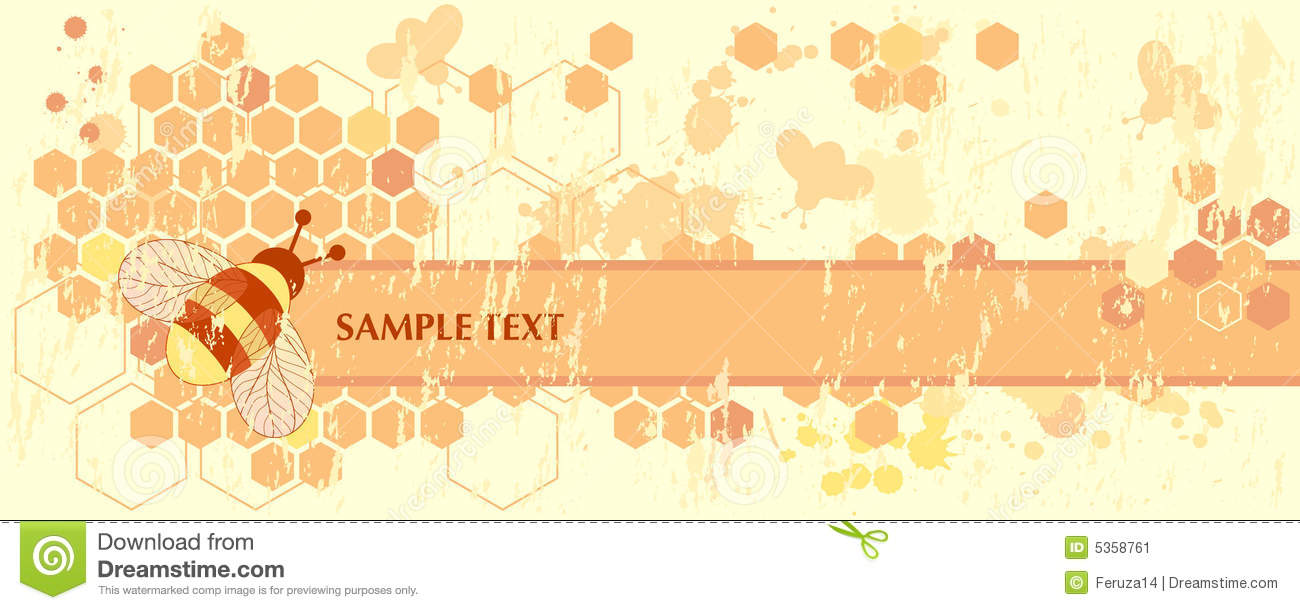 SAMPLE TEXT
Download from
Dreamstime.com
This watermarked comp image is for previewing purposes only.
ID 5358761
© Feruza14 | Dreamstime.com